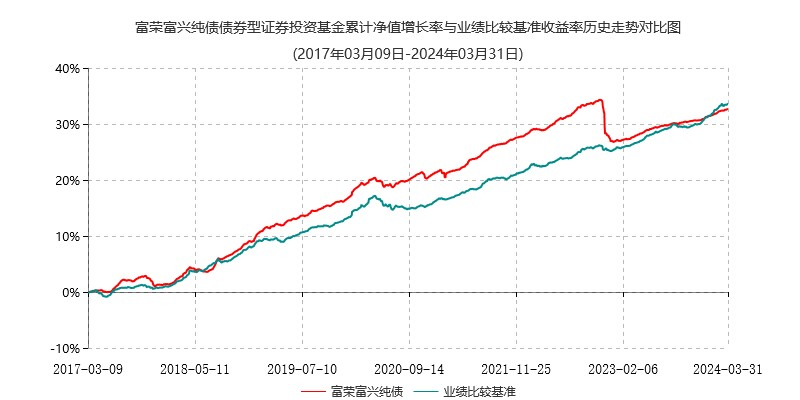 富荣富兴纯债债券型证券投资基金累计净值增长率与业绩比较基准收益率历史走势对比图
(2017年03月09日-2024年03月31日)
40%
30%
20%
10%
0%
-10%
2017-03-09 2018-05-11 2019-07-10 2020-09-14 2021-11-25 2023-02-06 2024-03-31
富荣富兴纯债 业绩比较基准